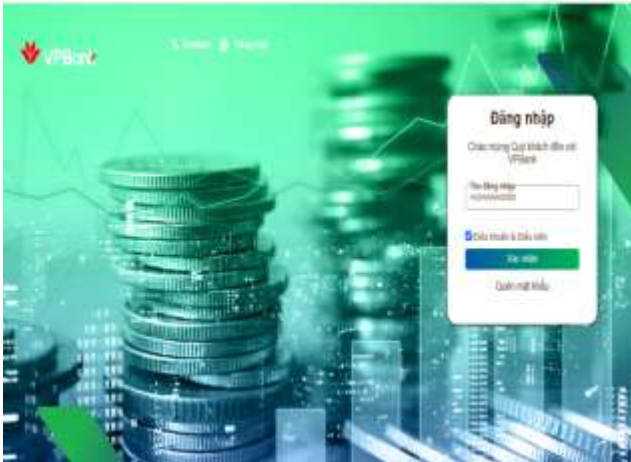 VPBank
Đăng nhập
Chào mừng Quý khách đến với
VPBank
Tên đăng nhập
Điều khoản & Điều kiện
Xác nhận
Quên mật khẩu